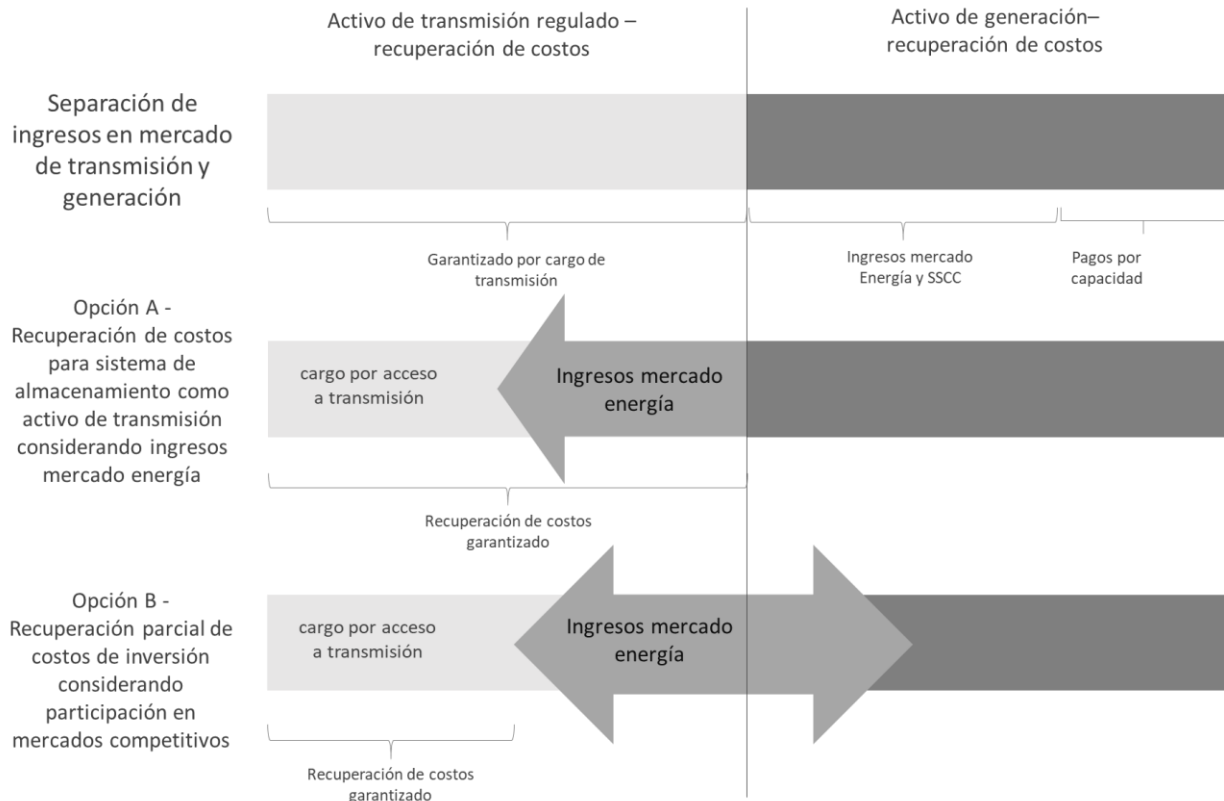 Activo de transmisión regulado –
recuperación de costos
Activo de generación–
recuperación de costos
Separación de
ingresos en mercado
de transmisión y
generación
Garantizado por cargo de
transmisión
Ingresos mercado
Energía y SSCC
Pagos por
capacidad
Opción A -
Recuperación de costos
para sistema de
almacenamiento como
activo de transmisión
considerando ingresos
mercado energía
cargo por acceso
a transmisión
Ingresos mercado
energía
Recuperación de costos
garantizado
Opción B -
Recuperación parcial de
costos de inversión
considerando
participación en
mercados competitivos
cargo por acceso
a transmisión
Ingresos mercado
energía
Recuperación de costos
garantizado